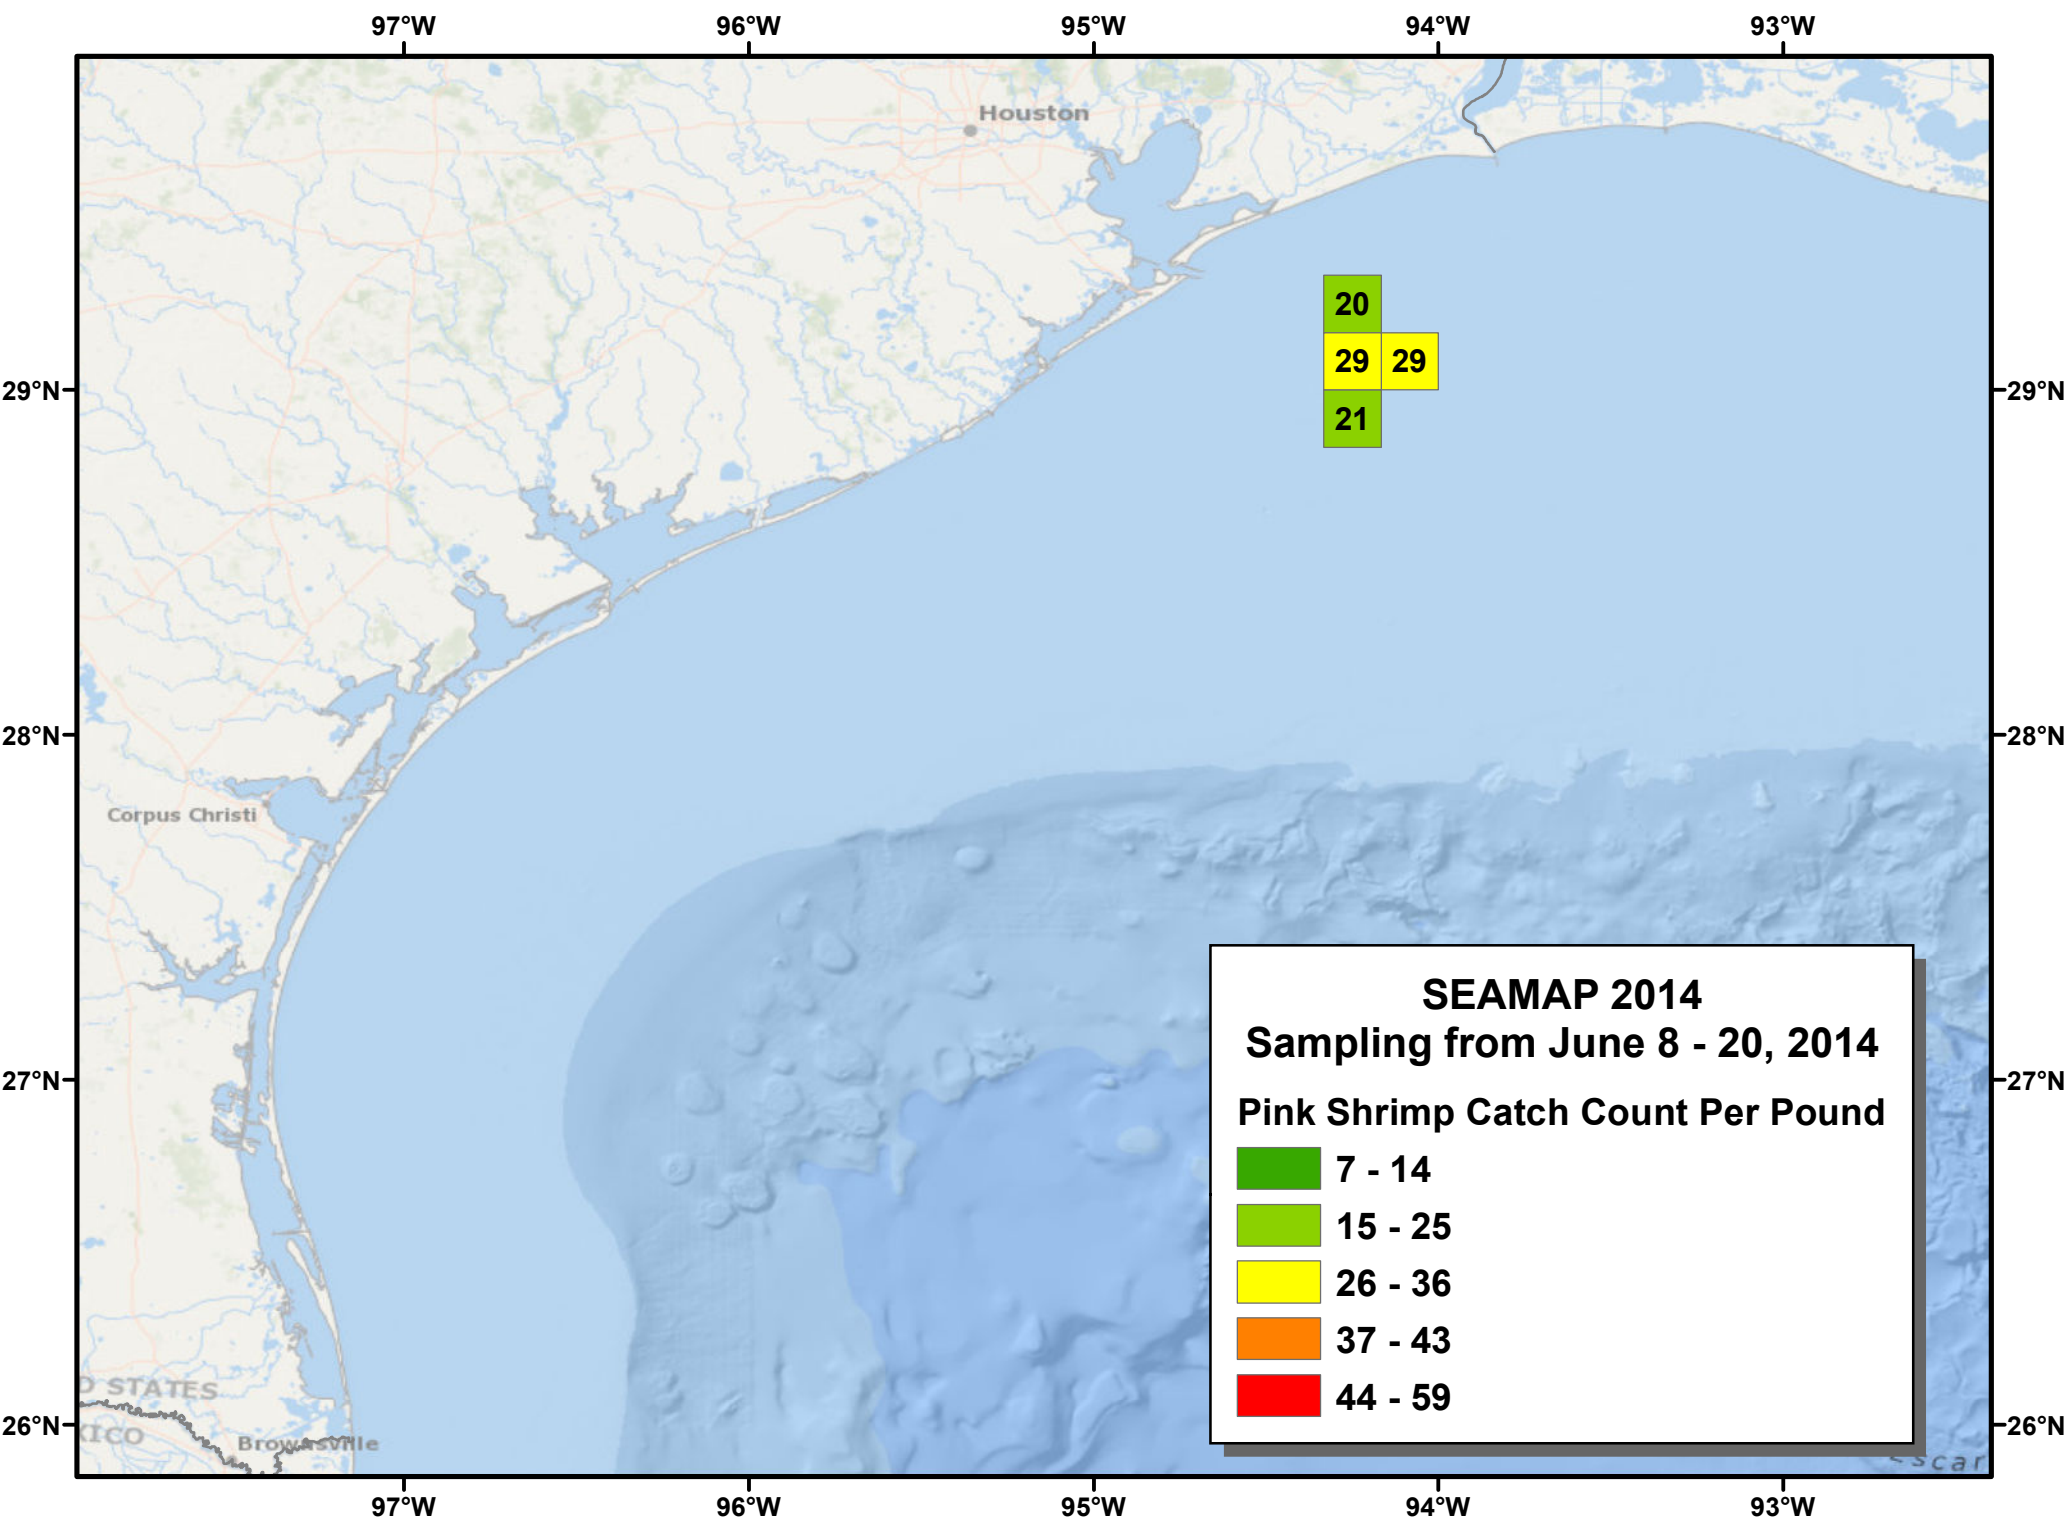 97°W 96°W 95°W 94°W 93°W
Houston
20
29°N 29 29 29°N
21
28°N 28°N
Corpus Christi
SEAMAP 2014
Sampling from June 8 - 20, 2014
27°N 27°N
Pink Shrimp Catch Count Per Pound
7 - 14
15 - 25
26 - 36
37 - 43
D STATES
44 - 59
26°N 26°N
XICO
Brownsville
Escar
97°W 96°W 95°W 94°W 93°W